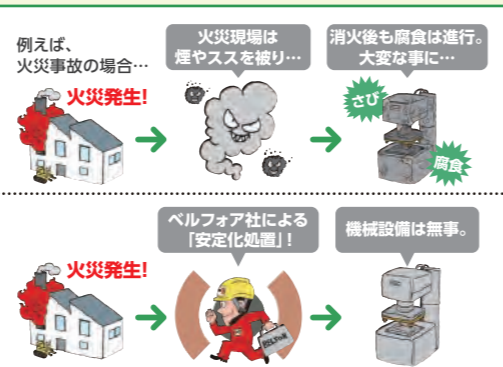 例えば、
火災事故の場合…
火災発生!
火災現場は
煙やススを被り…
消火後も腐食は進行。
大変な事に…
さび
腐食
火災発生!
ベルフォア社による
「安定化処置」!
機械設備は無事。